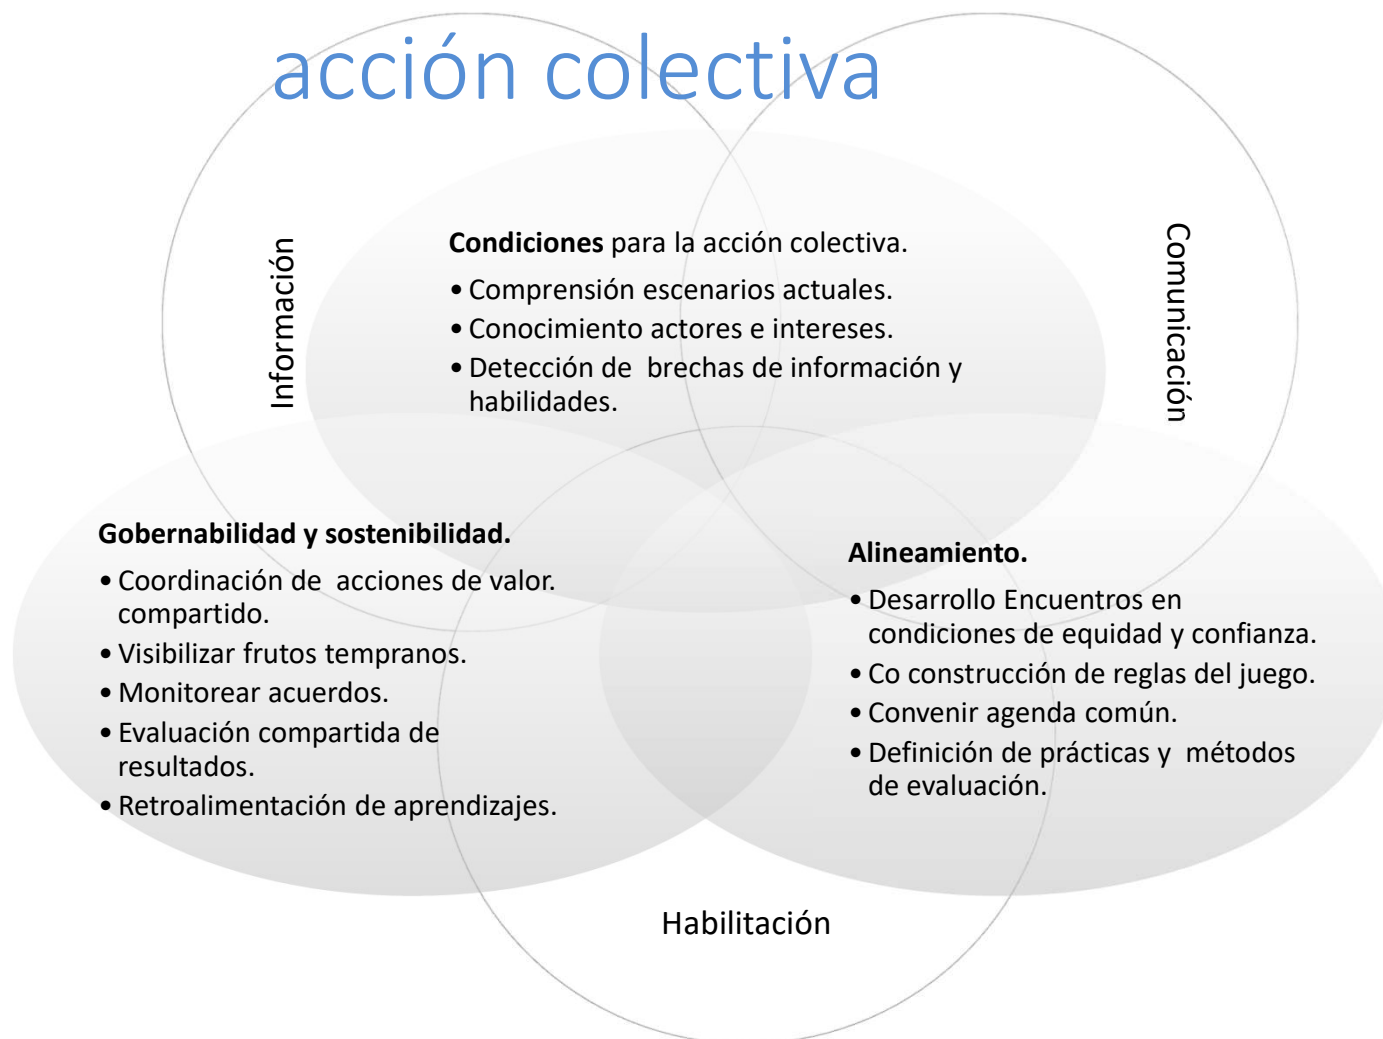 acción colectiva
Información
Comunicación
Condiciones para la acción colectiva.
• Comprensión escenarios actuales.
• Conocimiento actores e intereses.
• Detección de  brechas de información y
habilidades.
Gobernabilidad y sostenibilidad.
• Coordinación de  acciones de valor.
compartido.
• Visibilizar frutos tempranos.
• Monitorear acuerdos.
• Evaluación compartida de
resultados.
• Retroalimentación de aprendizajes.
Alineamiento.
• Desarrollo Encuentros en
condiciones de equidad y confianza.
• Co construcción de reglas del juego.
• Convenir agenda común.
• Definición de prácticas y  métodos
de evaluación.
Habilitación